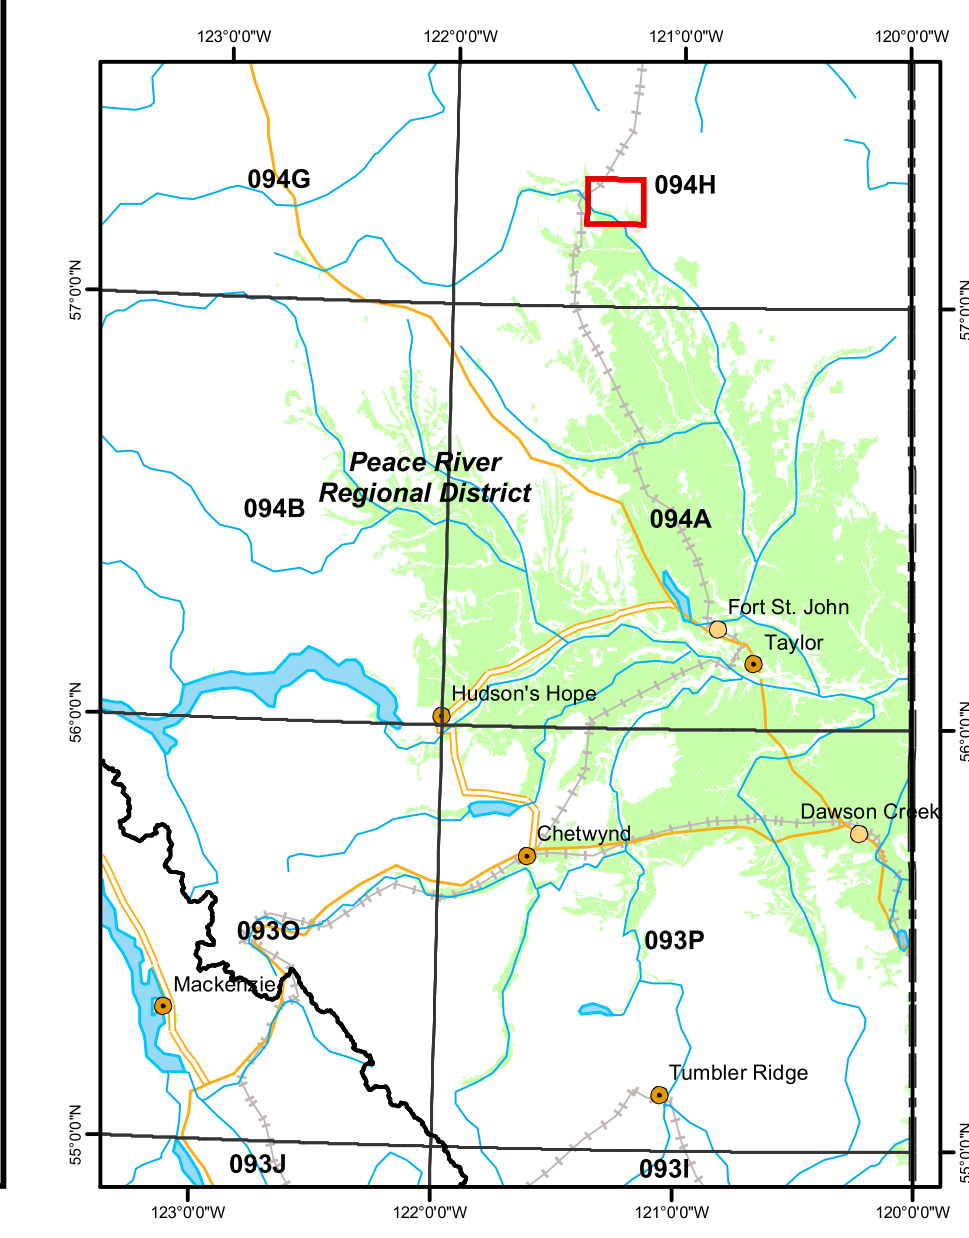 123°0'0"W 122°0'0"W 121°0'0"W 120°0'0"W
094G
094H
57°0'0"N
57°0'0"N
Peace River
Regional District
094B
094A
Fort St. John
Taylor
Hudson's Hope
56°0'0"N
56°0'0"N
Dawson Creek
Chetwynd
093O
093P
Mackenzie
Tumbler Ridge
55°0'0"N
55°0'0"N
093J
093I
123°0'0"W 122°0'0"W 121°0'0"W 120°0'0"W